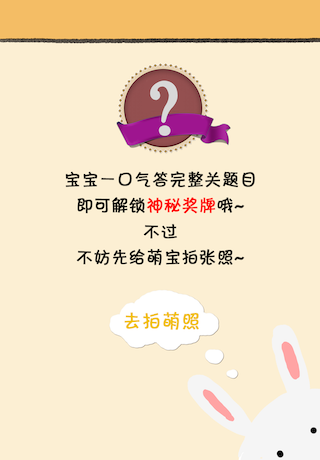 ?
宝宝一口气答完整关题目
即可解锁神秘奖牌哦~
不过
不妨先给萌宝拍张照~
去拍萌照